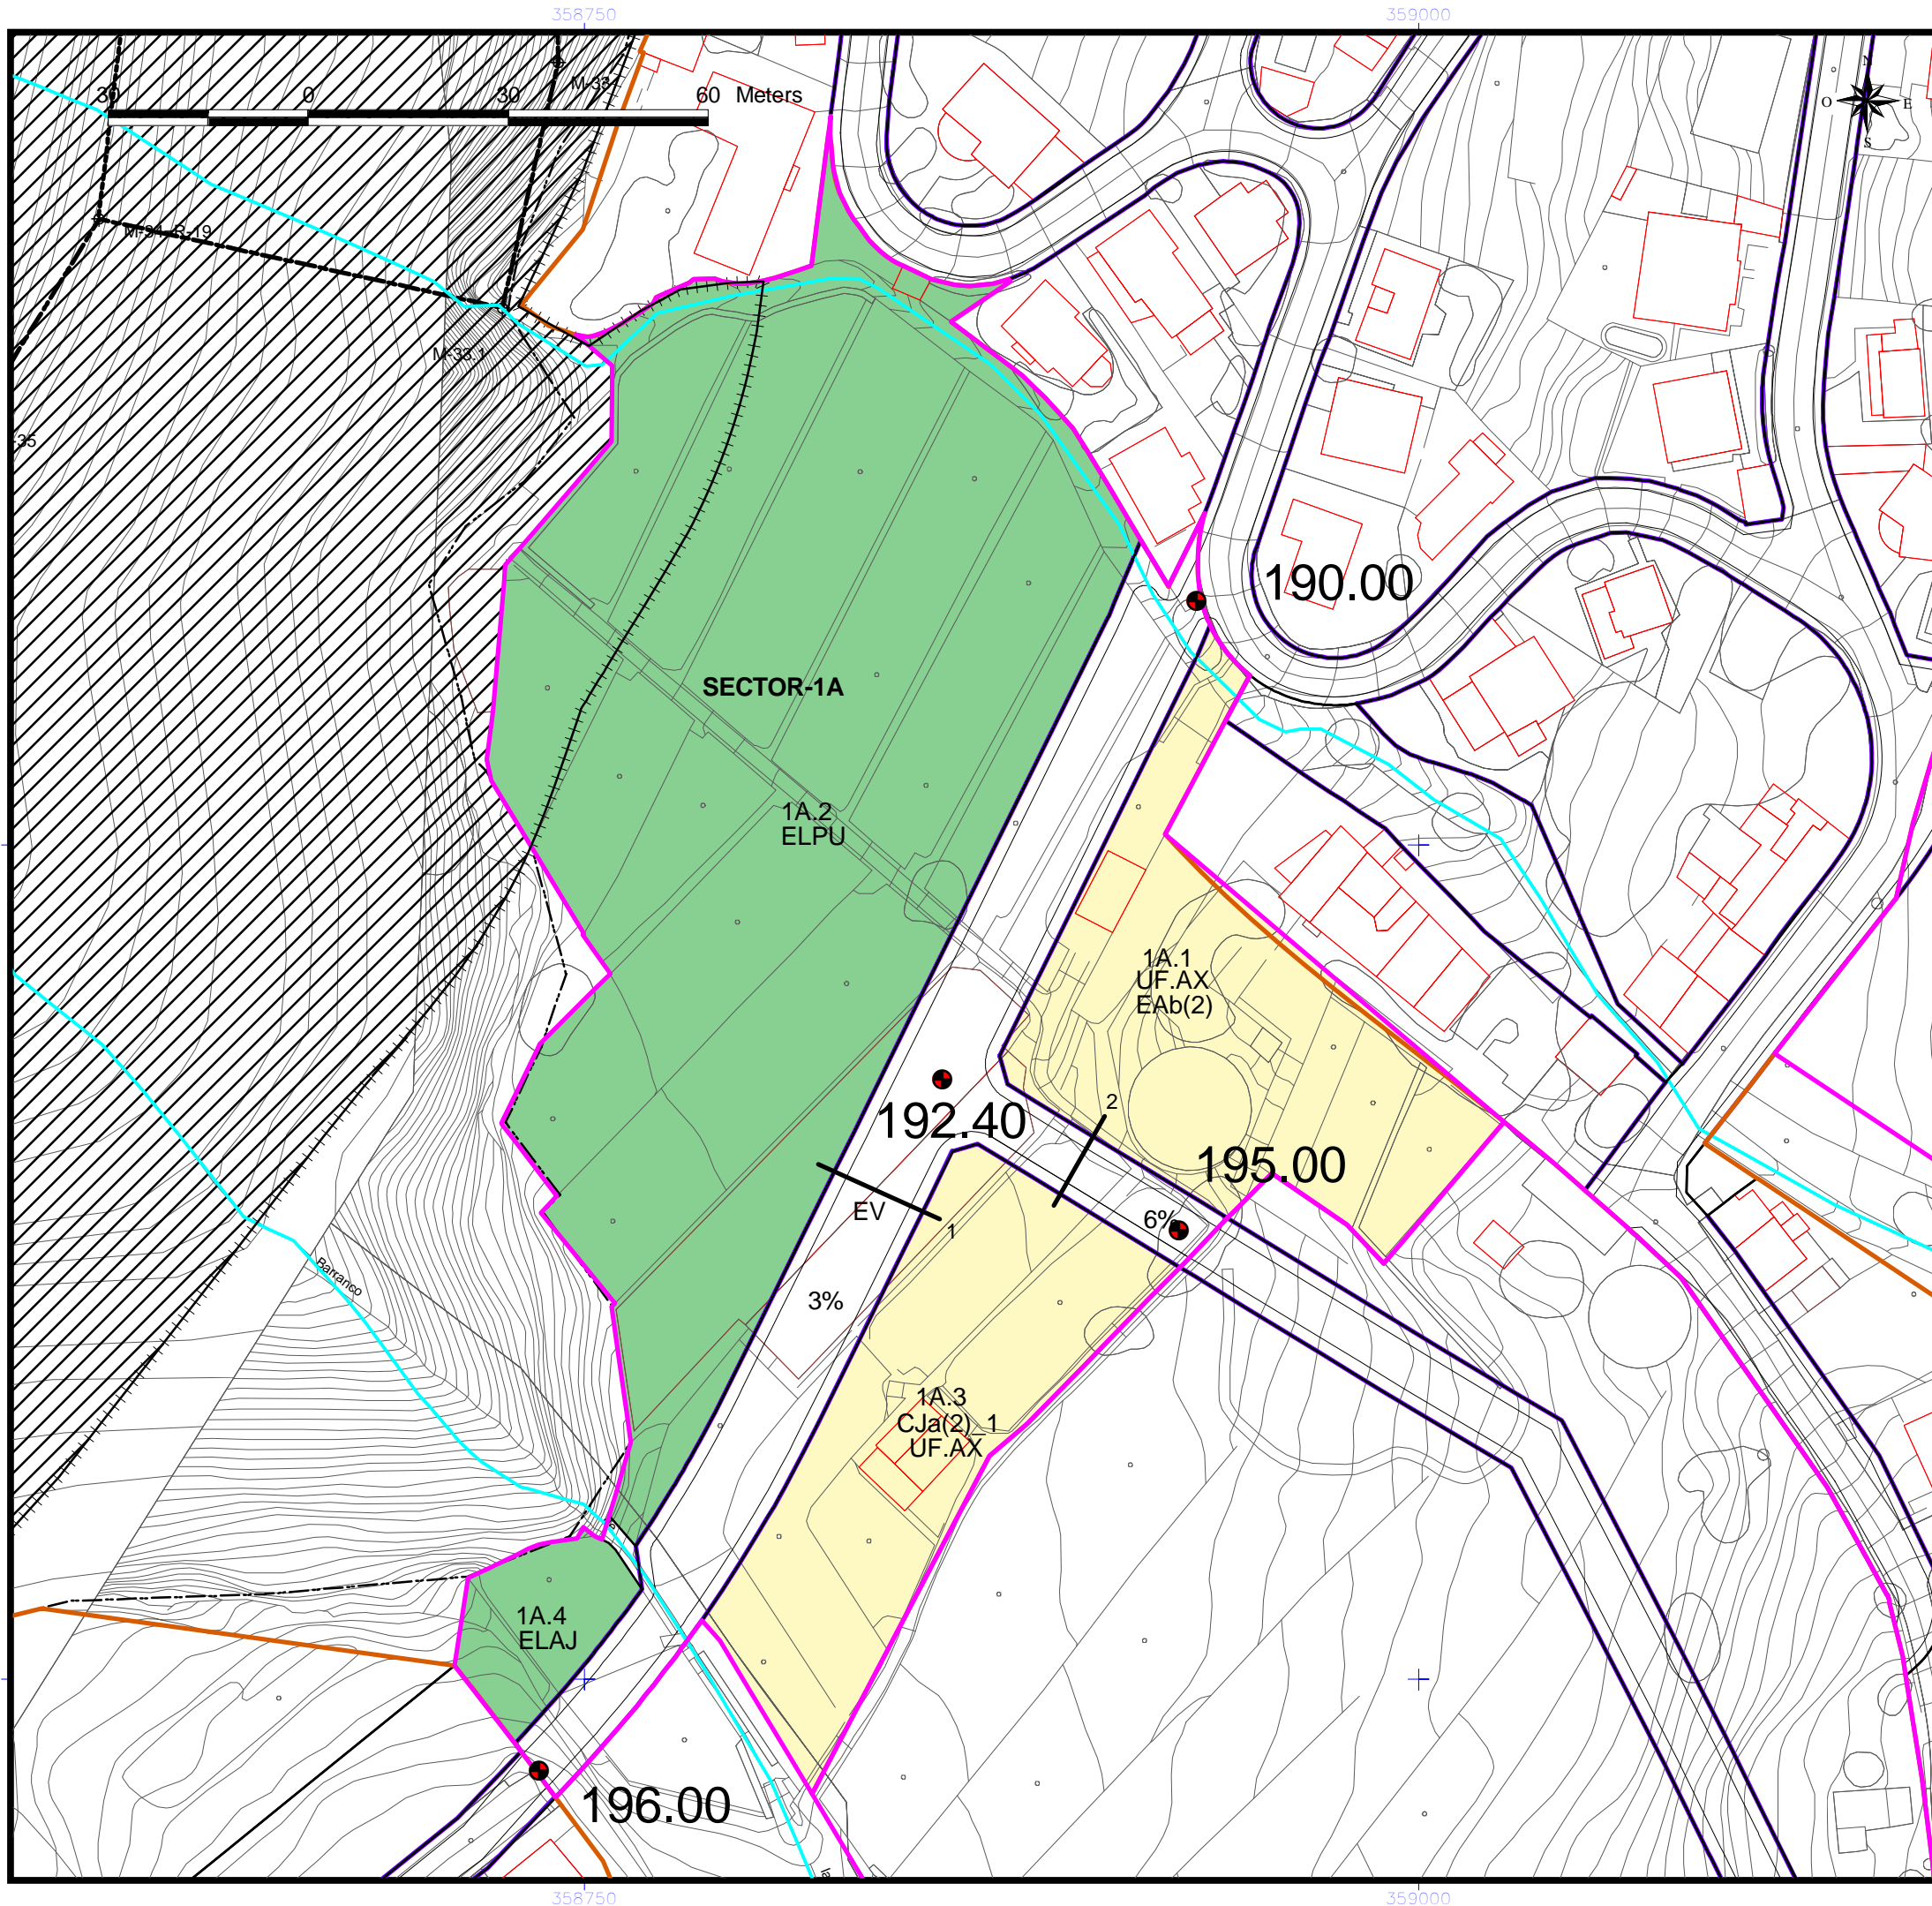 358750
359000
30 0 30 60 Meters
M-33
N
O E
S
M-91 R-19
M-33.1
-35
190.00
SECTOR-1A
1A.2
ELPU
1A.1
UF.AX
EAb(2)
192.40
2
195.00
EV
1
6%
Barranco
3%
1A.3
CJa(2)_1
UF.AX
1A.4
ELAJ
196.00
358750
359000